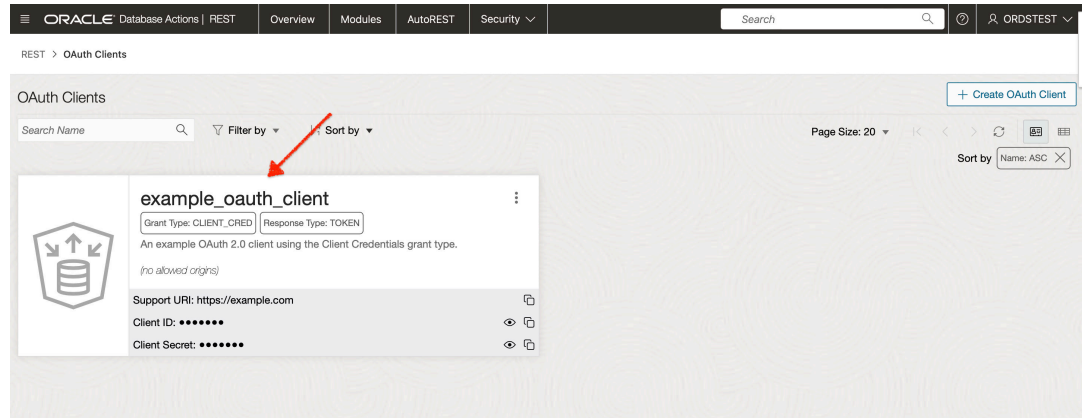 ORACLE® Database Actions | REST Overview Modules AutoREST Security Search ORDSTEST
REST > OAuth Clients
OAuth Clients
+ Create OAuth Client
Search Name Filter by Sort by Page Size: 20
Sort by Name: ASC
example_oauth_client
Grant Type: CLIENT_CRED Response Type: TOKEN
An example OAuth 2.0 client using the Client Credentials grant type.
(no allowed origins)
Support URI: https://example.com
Client ID: •••••••
Client Secret: •••••••